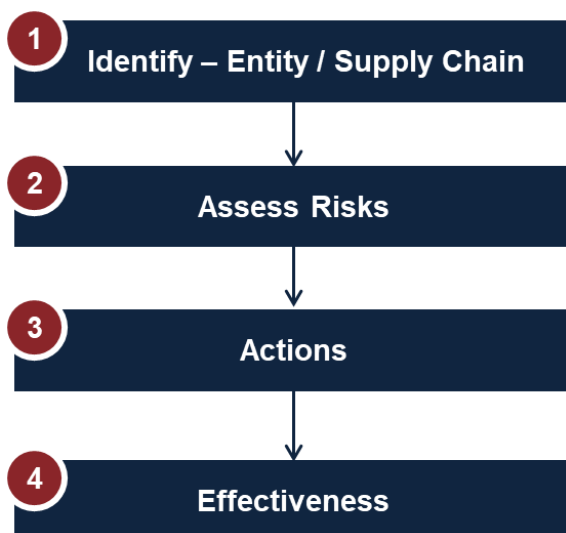 1
Identify – Entity / Supply Chain
2
Assess Risks
3
Actions
4
Effectiveness